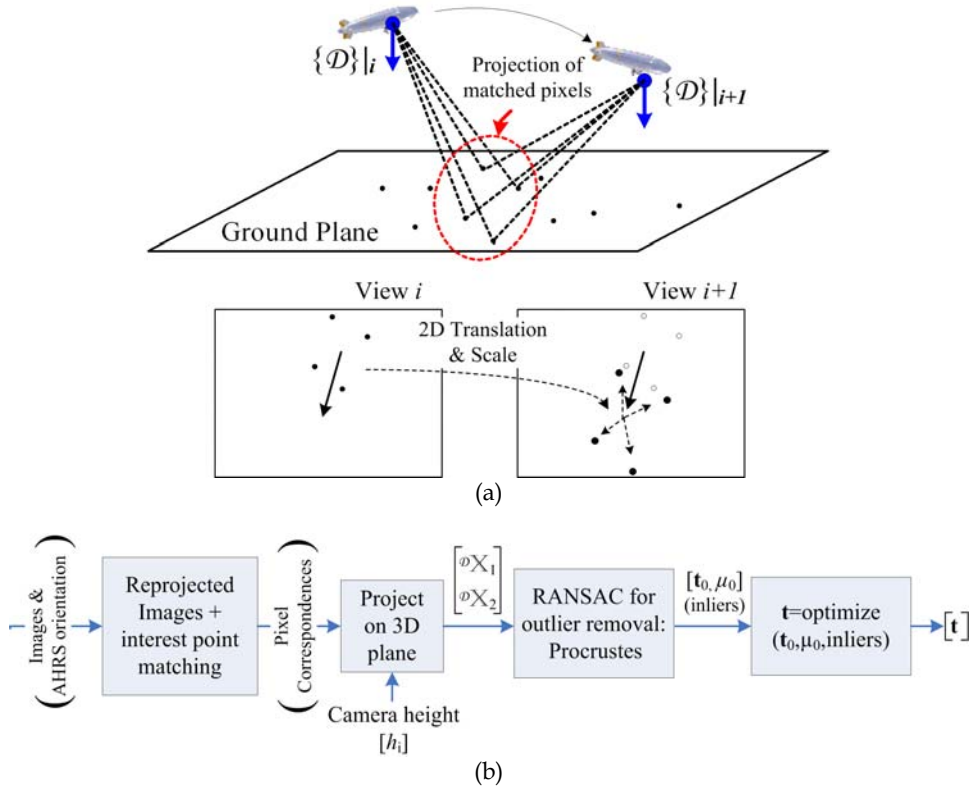 {𝒟}|i
Projection of
matched pixels
{𝒟}|i+1
Ground Plane
View i
View i+1
2D Translation
& Scale
(a)
(Images &
AHRS orientation)
Reprojected
Images +
interest point
matching
(Pixel
Correspondences)
Project
on 3D
plane
Camera height
[hᵢ]
[𝒟X₁
𝒟X₂]
RANSAC for
outlier removal:
Procrustes
[t₀, μ₀]
(inliers)
t=optimize
(t₀,μ₀,inliers)
[t]
(b)